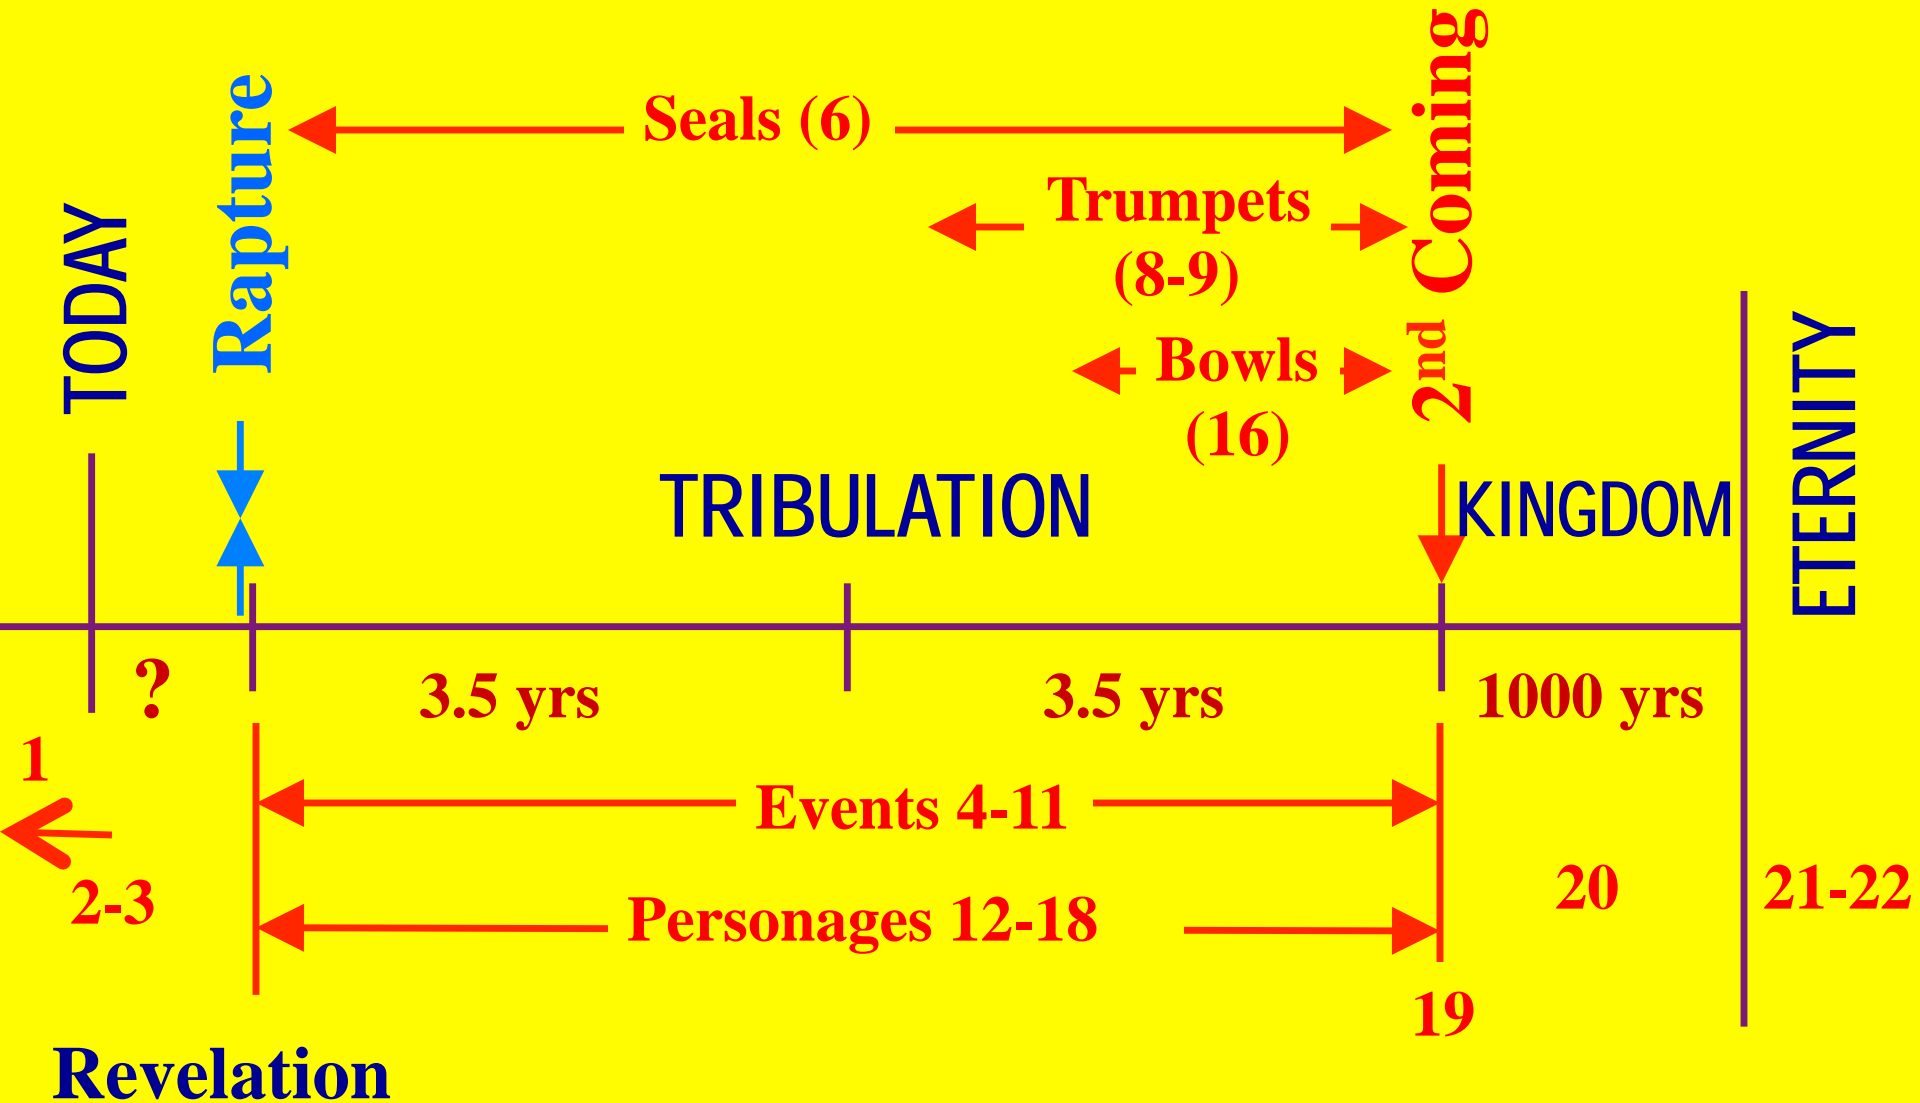 TODAY
Rapture
Seals (6)
Trumpets
(8-9)
Bowls
(16)
2nd Coming
TRIBULATION
KINGDOM
ETERNITY
?
3.5 yrs
3.5 yrs
1000 yrs
1
Events 4-11
2-3
Personages 12-18
20
21-22
19
Revelation